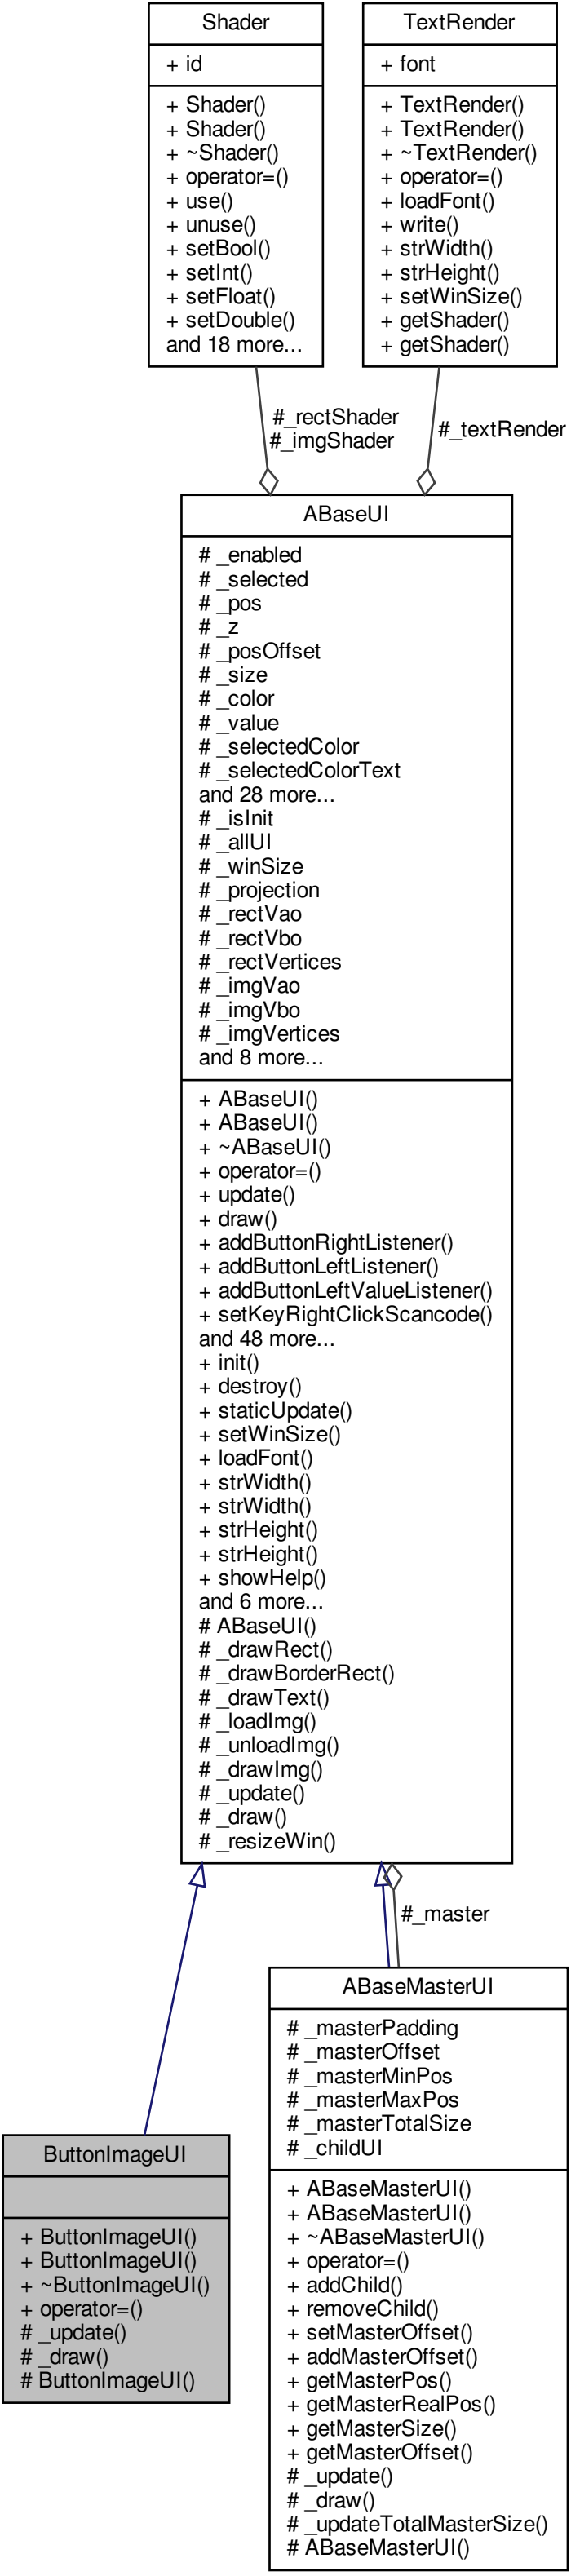 Shader
+ id
+ Shader()
+ Shader()
+ ~Shader()
+ operator=()
+ use()
+ unuse()
+ setBool()
+ setInt()
+ setFloat()
+ setDouble()
and 18 more...
TextRender
+ font
+ TextRender()
+ TextRender()
+ ~TextRender()
+ operator=()
+ loadFont()
+ write()
+ strWidth()
+ strHeight()
+ setWinSize()
+ getShader()
+ getShader()
#_rectShader
#_imgShader
#_textRender
ABaseUI
# _enabled
# _selected
# _pos
# _z
# _posOffset
# _size
# _color
# _value
# _selectedColor
# _selectedColorText
and 28 more...
# _isInit
# _allUI
# _winSize
# _projection
# _rectVao
# _rectVbo
# _rectVertices
# _imgVao
# _imgVbo
# _imgVertices
and 8 more...
+ ABaseUI()
+ ABaseUI()
+ ~ABaseUI()
+ operator=()
+ update()
+ draw()
+ addButtonRightListener()
+ addButtonLeftListener()
+ addButtonLeftValueListener()
+ setKeyRightClickScancode()
and 48 more...
+ init()
+ destroy()
+ staticUpdate()
+ setWinSize()
+ loadFont()
+ strWidth()
+ strWidth()
+ strHeight()
+ strHeight()
+ showHelp()
and 6 more...
# ABaseUI()
# _drawRect()
# _drawBorderRect()
# _drawText()
# _loadImg()
# _unloadImg()
# _drawImg()
# _update()
# _draw()
# _resizeWin()
#_master
ABaseMasterUI
# _masterPadding
# _masterOffset
# _masterMinPos
# _masterMaxPos
# _masterTotalSize
# _childUI
+ ABaseMasterUI()
+ ABaseMasterUI()
+ ~ABaseMasterUI()
+ operator=()
+ addChild()
+ removeChild()
+ setMasterOffset()
+ addMasterOffset()
+ getMasterPos()
+ getMasterRealPos()
+ getMasterSize()
+ getMasterOffset()
# _update()
# _draw()
# _updateTotalMasterSize()
# ABaseMasterUI()
ButtonImageUI
+ ButtonImageUI()
+ ButtonImageUI()
+ ~ButtonImageUI()
+ operator=()
# _update()
# _draw()
# ButtonImageUI()